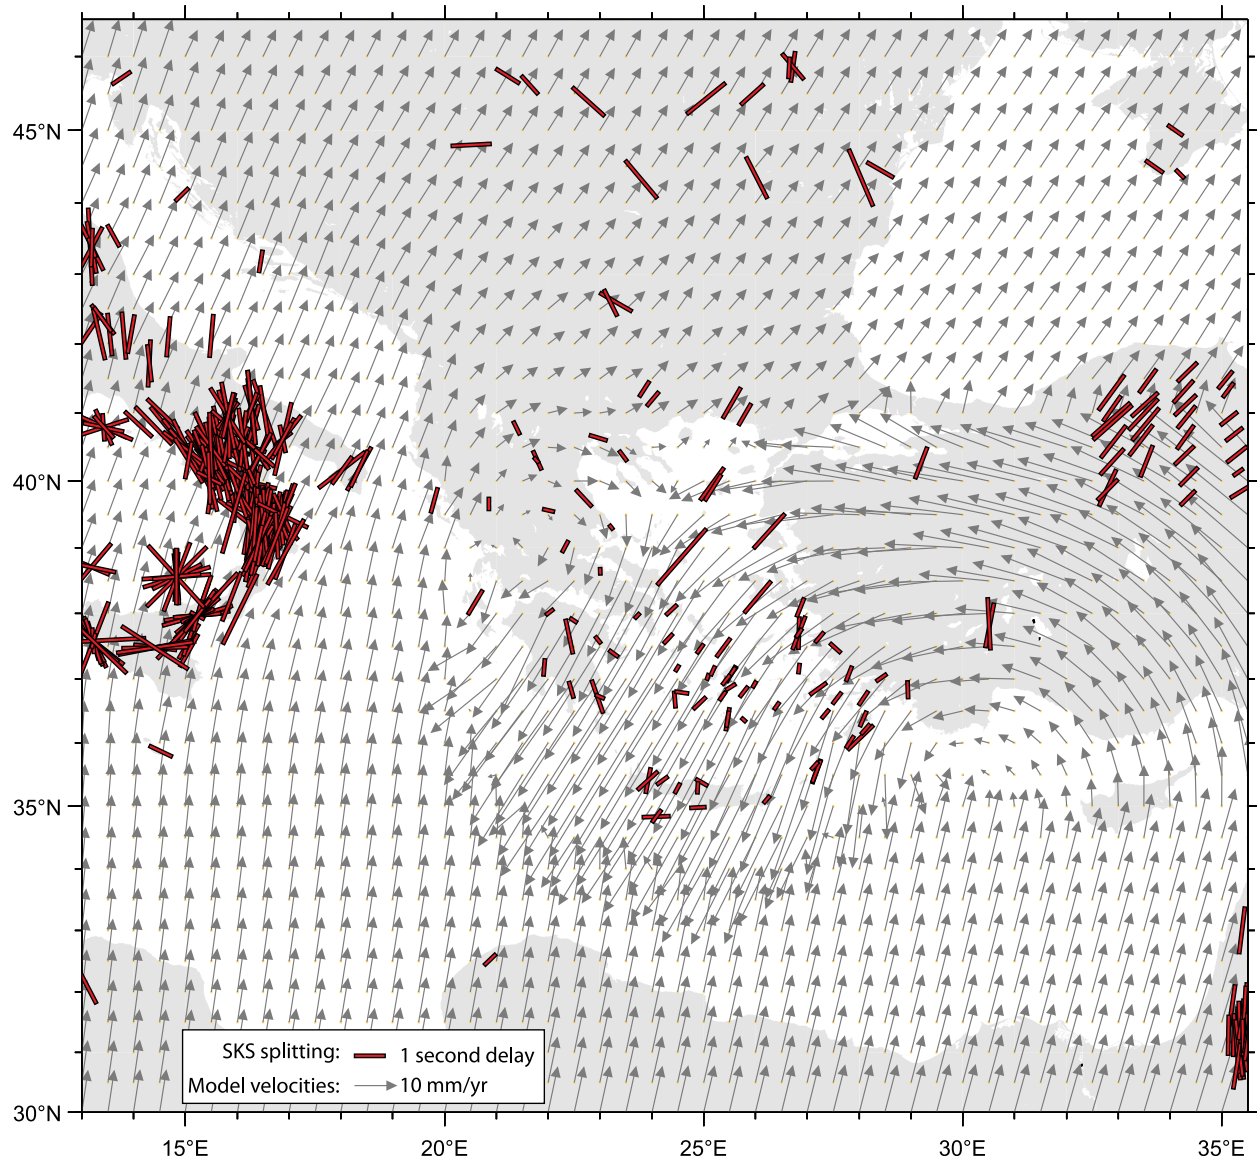 45°N
40°N
35°N
30°N
SKS splitting: 1 second delay
Model velocities: 10 mm/yr
15°E 20°E 25°E 30°E 35°E